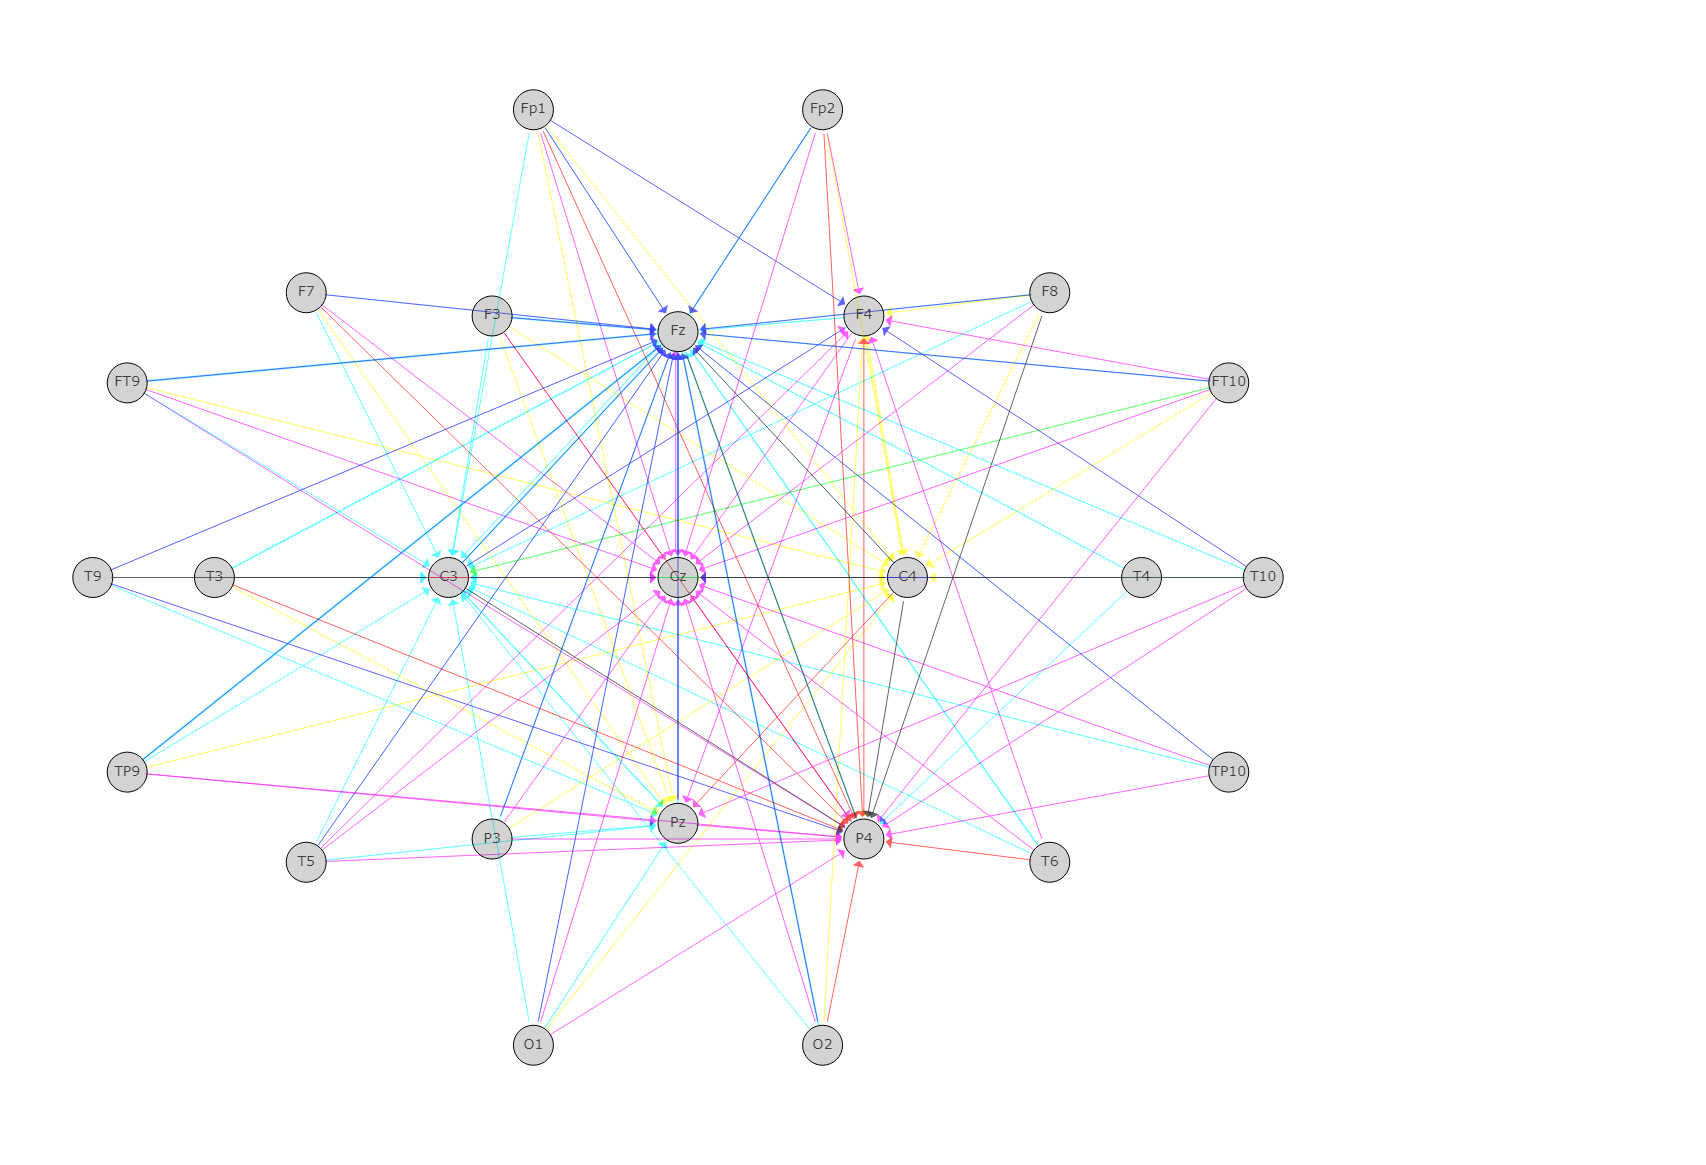 Fp1 Fp2
F7 F3 Fz F4 F8
FT9 FT10
T9 T3 C3 Cz C4 T4 T10
TP9 TP10
T5 P3 Pz P4 T6
O1 O2